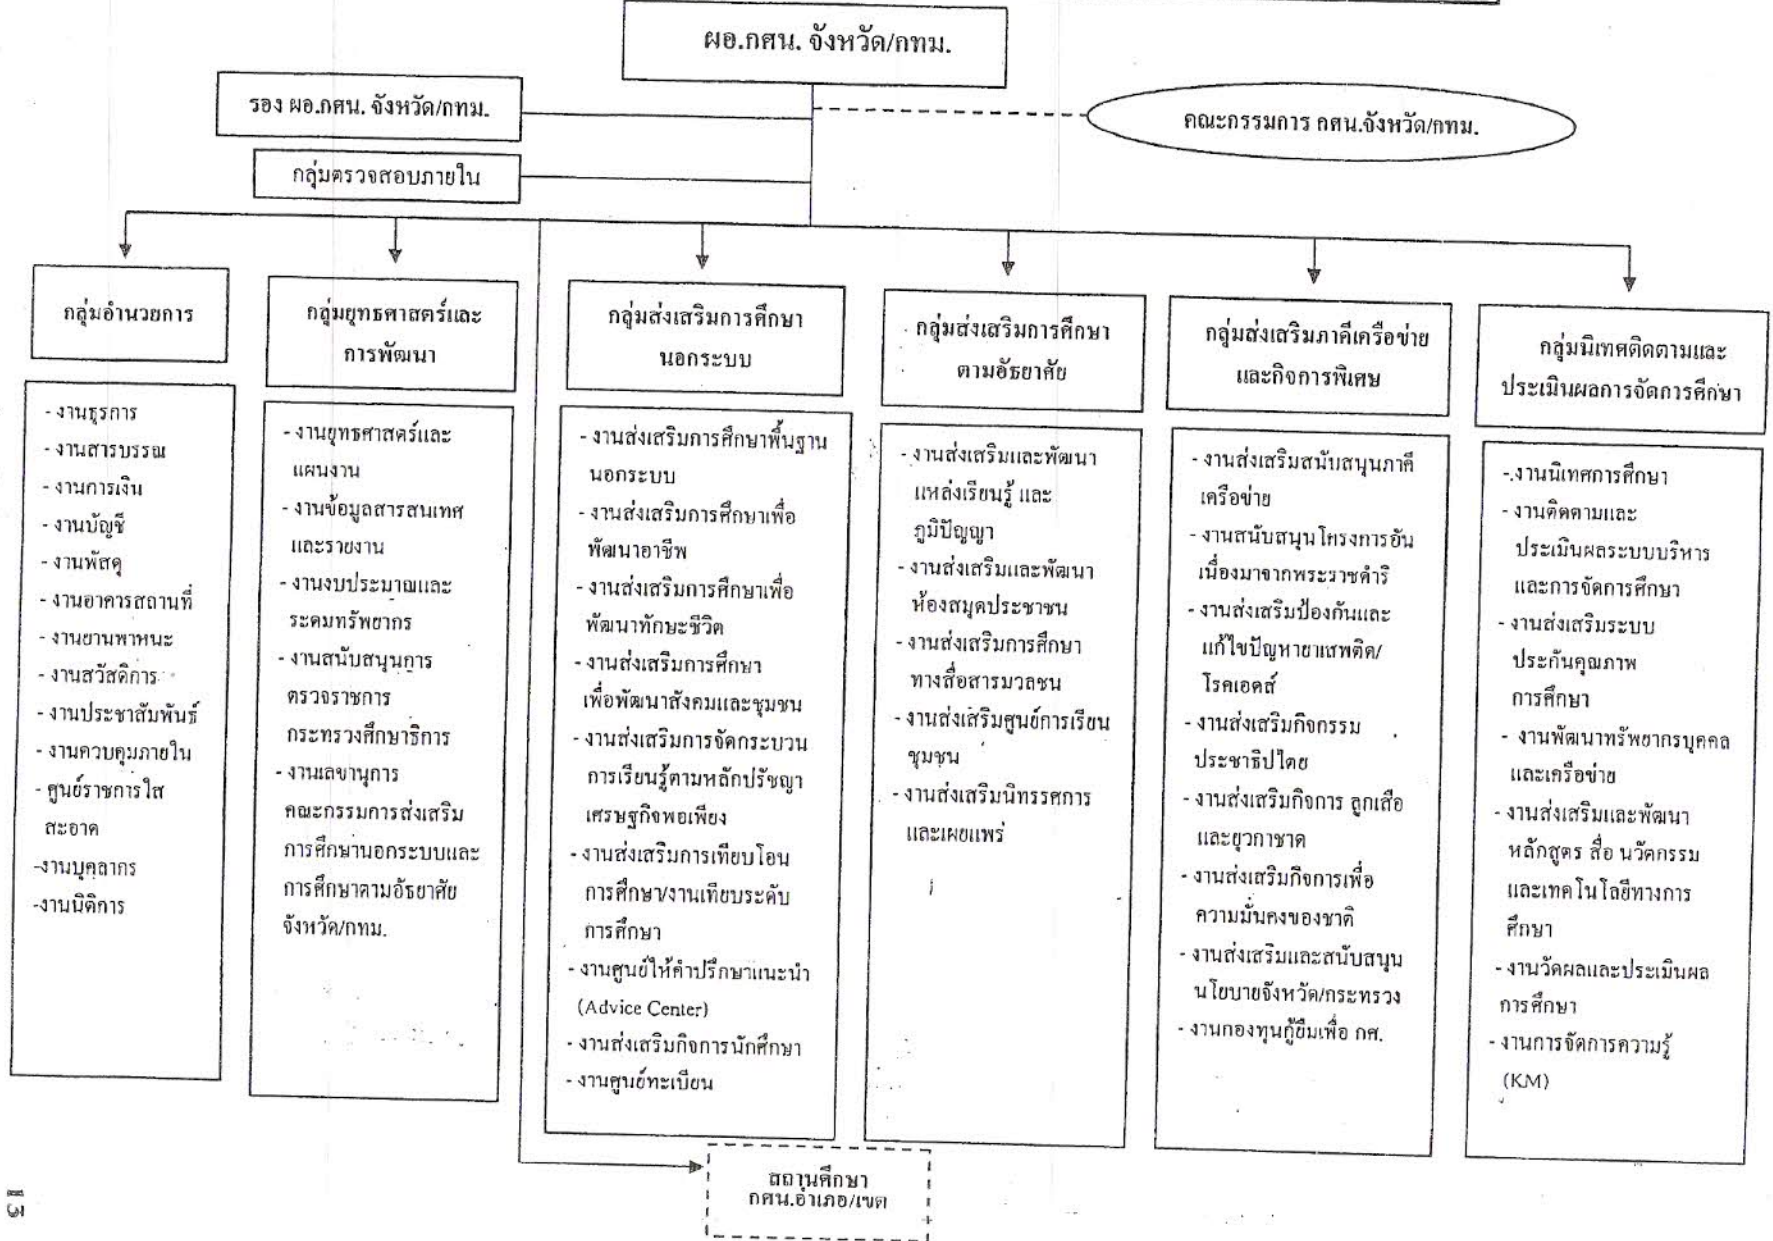 ผอ.กศน. จังหวัด/กทม.
รอง ผอ.กศน. จังหวัด/กทม.
คณะกรรมการ กศน.จังหวัด/กทม.
กลุ่มตรวจสอบภายใน
กลุ่มอำนวยการ
- งานธุรการ
- งานสารบรรณ
- งานการเงิน
- งานบัญชี
- งานพัสดุ
- งานอาคารสถานที่
- งานยานพาหนะ
- งานสวัสดิการ
- งานประชาสัมพันธ์
- งานควบคุมภายใน
- ศูนย์ราชการใส
สะอาด
-งานบุคลากร
-งานนิติการ
กลุ่มยุทธศาสตร์และ
การพัฒนา
- งานยุทธศาสตร์และ
แผนงาน
- งานข้อมูลสารสนเทศ
และรายงาน
- งานงบประมาณและ
ระดมทรัพยากร
- งานสนับสนุนการ
ตรวจราชการ
กระทรวงศึกษาธิการ
- งานเลขานุการ
คณะกรรมการส่งเสริม
การศึกษานอกระบบและ
การศึกษาตามอัธยาศัย
จังหวัด/กทม.
กลุ่มส่งเสริมการศึกษา
นอกระบบ
- งานส่งเสริมการศึกษาพื้นฐาน
นอกระบบ
- งานส่งเสริมการศึกษาเพื่อ
พัฒนาอาชีพ
- งานส่งเสริมการศึกษาเพื่อ
พัฒนาทักษะชีวิต
- งานส่งเสริมการศึกษา
เพื่อพัฒนาสังคมและชุมชน
- งานส่งเสริมการจัดกระบวน
การเรียนรู้ตามหลักปรัชญา
เศรษฐกิจพอเพียง
- งานส่งเสริมการเทียบโอน
การศึกษา/งานเทียบระดับ
การศึกษา
- งานศูนย์ให้คำปรึกษาแนะนำ
(Advice Center)
- งานส่งเสริมกิจการนักศึกษา
- งานศูนย์ทะเบียน
กลุ่มส่งเสริมการศึกษา
ตามอัธยาศัย
- งานส่งเสริมและพัฒนา
แหล่งเรียนรู้ และ
ภูมิปัญญา
- งานส่งเสริมและพัฒนา
ห้องสมุดประชาชน
- งานส่งเสริมการศึกษา
ทางสื่อสารมวลชน
- งานส่งเสริมศูนย์การเรียน
ชุมชน
- งานส่งเสริมนิทรรศการ
และเผยแพร่
กลุ่มส่งเสริมภาคีเครือข่าย
และกิจการพิเศษ
- งานส่งเสริมสนับสนุนภาคี
เครือข่าย
- งานสนับสนุนโครงการอัน
เนื่องมาจากพระราชดำริ
- งานส่งเสริมป้องกันและ
แก้ไขปัญหายาเสพติด/
โรคเอดส์
- งานส่งเสริมกิจกรรม
ประชาธิปไตย
- งานส่งเสริมกิจการ ลูกเสือ
และยุวกาชาด
- งานส่งเสริมกิจการเพื่อ
ความมั่นคงของชาติ
- งานส่งเสริมและสนับสนุน
นโยบายจังหวัด/กระทรวง
- งานกองทุนกู้ยืมเพื่อ กศ.
กลุ่มนิเทศติดตามและ
ประเมินผลการจัดการศึกษา
- งานนิเทศการศึกษา
- งานติดตามและ
ประเมินผลระบบบริหาร
และการจัดการศึกษา
- งานส่งเสริมระบบ
ประกันคุณภาพ
การศึกษา
- งานพัฒนาทรัพยากรบุคคล
และเครือข่าย
- งานส่งเสริมและพัฒนา
หลักสูตร สื่อ นวัตกรรม
และเทคโนโลยีทางการ
ศึกษา
- งานวัดผลและประเมินผล
การศึกษา
- งานการจัดการความรู้
(KM)
สถานศึกษา
กศน.อำเภอ/เขต
13